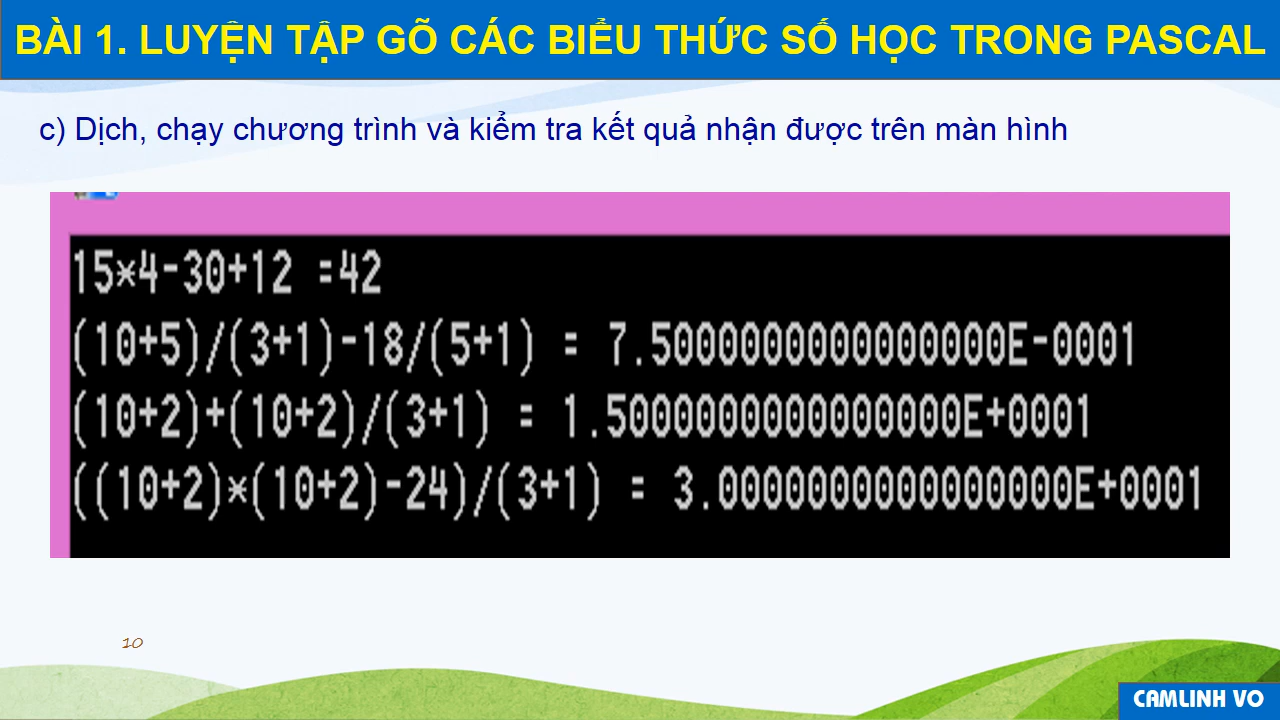 BÀI 1. LUYỆN TẬP GÕ CÁC BIỂU THỨC SỐ HỌC TRONG PASCAL
c) Dịch, chạy chương trình và kiểm tra kết quả nhận được trên màn hình
15*4-30+12 =42
(10+5)/(3+1)-18/(5+1) = 7.5000000000000000E-0001
(10+2)+(10+2)/(3+1) = 1.5000000000000000E+0001
((10+2)*(10+2)-24)/(3+1) = 3.0000000000000000E+0001
10
CAMLINH VO